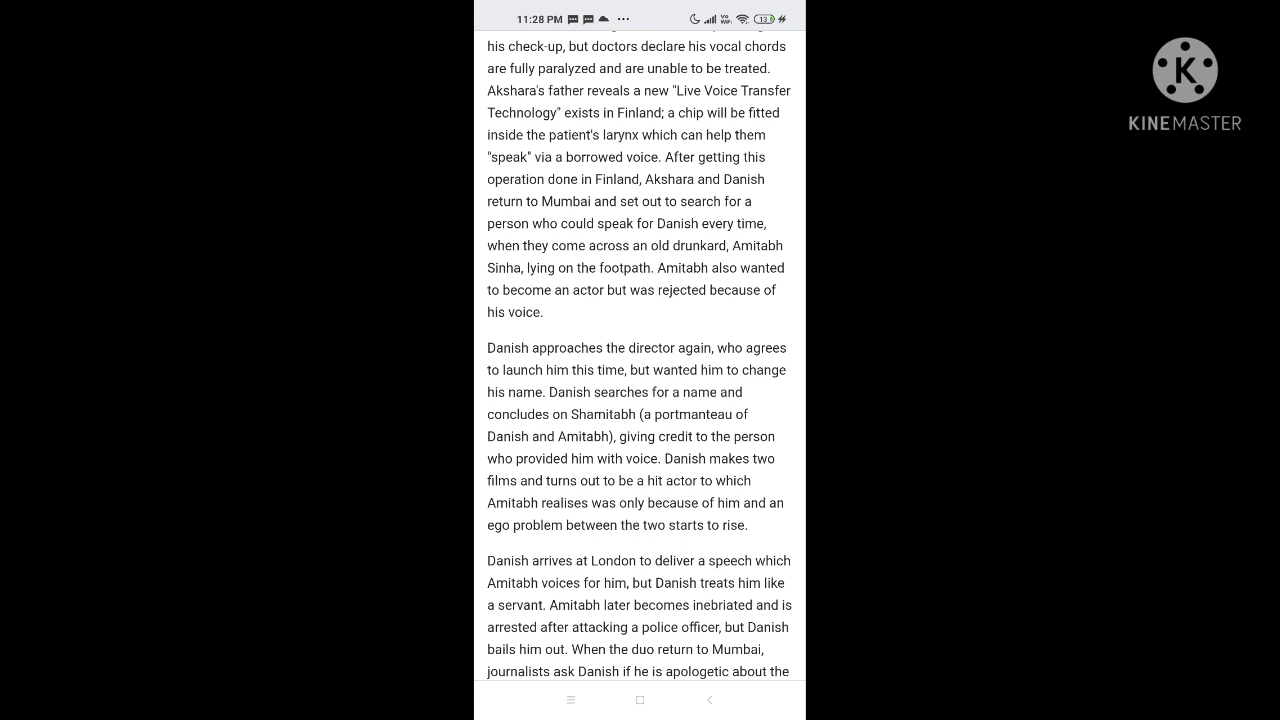 11:28 PM
Vo
WiFi
13
his check-up, but doctors declare his vocal chords
are fully paralyzed and are unable to be treated.
Akshara's father reveals a new "Live Voice Transfer
Technology" exists in Finland; a chip will be fitted
inside the patient's larynx which can help them
"speak" via a borrowed voice. After getting this
operation done in Finland, Akshara and Danish
return to Mumbai and set out to search for a
person who could speak for Danish every time,
when they come across an old drunkard, Amitabh
Sinha, lying on the footpath. Amitabh also wanted
to become an actor but was rejected because of
his voice.
Danish approaches the director again, who agrees
to launch him this time, but wanted him to change
his name. Danish searches for a name and
concludes on Shamitabh (a portmanteau of
Danish and Amitabh), giving credit to the person
who provided him with voice. Danish makes two
films and turns out to be a hit actor to which
Amitabh realises was only because of him and an
ego problem between the two starts to rise.
Danish arrives at London to deliver a speech which
Amitabh voices for him, but Danish treats him like
a servant. Amitabh later becomes inebriated and is
arrested after attacking a police officer, but Danish
bails him out. When the duo return to Mumbai,
journalists ask Danish if he is apologetic about the
K
KINEMASTER